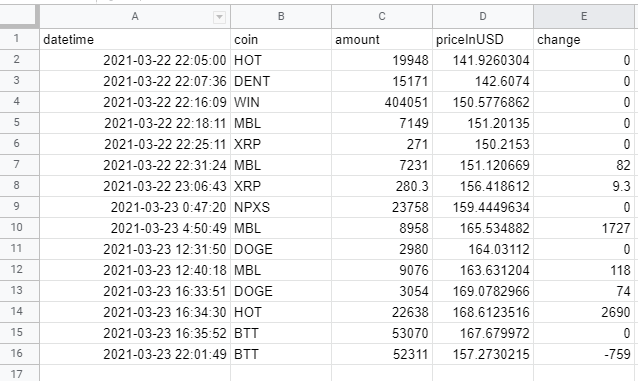 A B C D E
1 datetime coin amount priceInUSD change
2 2021-03-22 22:05:00 HOT 19948 141.9260304 0
3 2021-03-22 22:07:36 DENT 15171 142.6074 0
4 2021-03-22 22:16:09 WIN 404051 150.5776862 0
5 2021-03-22 22:18:11 MBL 7149 151.20135 0
6 2021-03-22 22:25:11 XRP 271 150.2153 0
7 2021-03-22 22:31:24 MBL 7231 151.120669 82
8 2021-03-22 23:06:43 XRP 280.3 156.418612 9.3
9 2021-03-23 0:47:20 NPXS 23758 159.4449634 0
10 2021-03-23 4:50:49 MBL 8958 165.534882 1727
11 2021-03-23 12:31:50 DOGE 2980 164.03112 0
12 2021-03-23 12:40:18 MBL 9076 163.631204 118
13 2021-03-23 16:33:51 DOGE 3054 169.0782966 74
14 2021-03-23 16:34:30 HOT 22638 168.6123516 2690
15 2021-03-23 16:35:52 BTT 53070 167.679972 0
16 2021-03-23 22:01:49 BTT 52311 157.2730215 -759
17